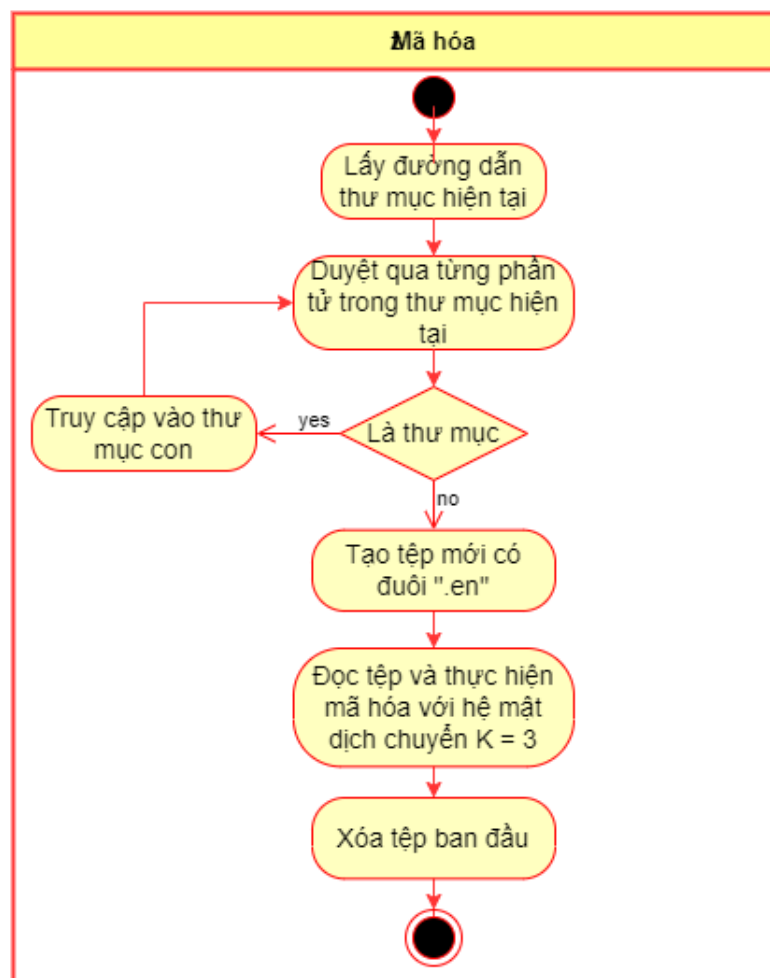 Mã hóa
Lấy đường dẫn
thư mục hiện tại
Duyệt qua từng phần
tử trong thư mục hiện
tại
Truy cập vào thư
mục con
yes
Là thư mục
no
Tạo tệp mới có
đuôi ".en"
Đọc tệp và thực hiện
mã hóa với hệ mật
dịch chuyển K = 3
Xóa tệp ban đầu